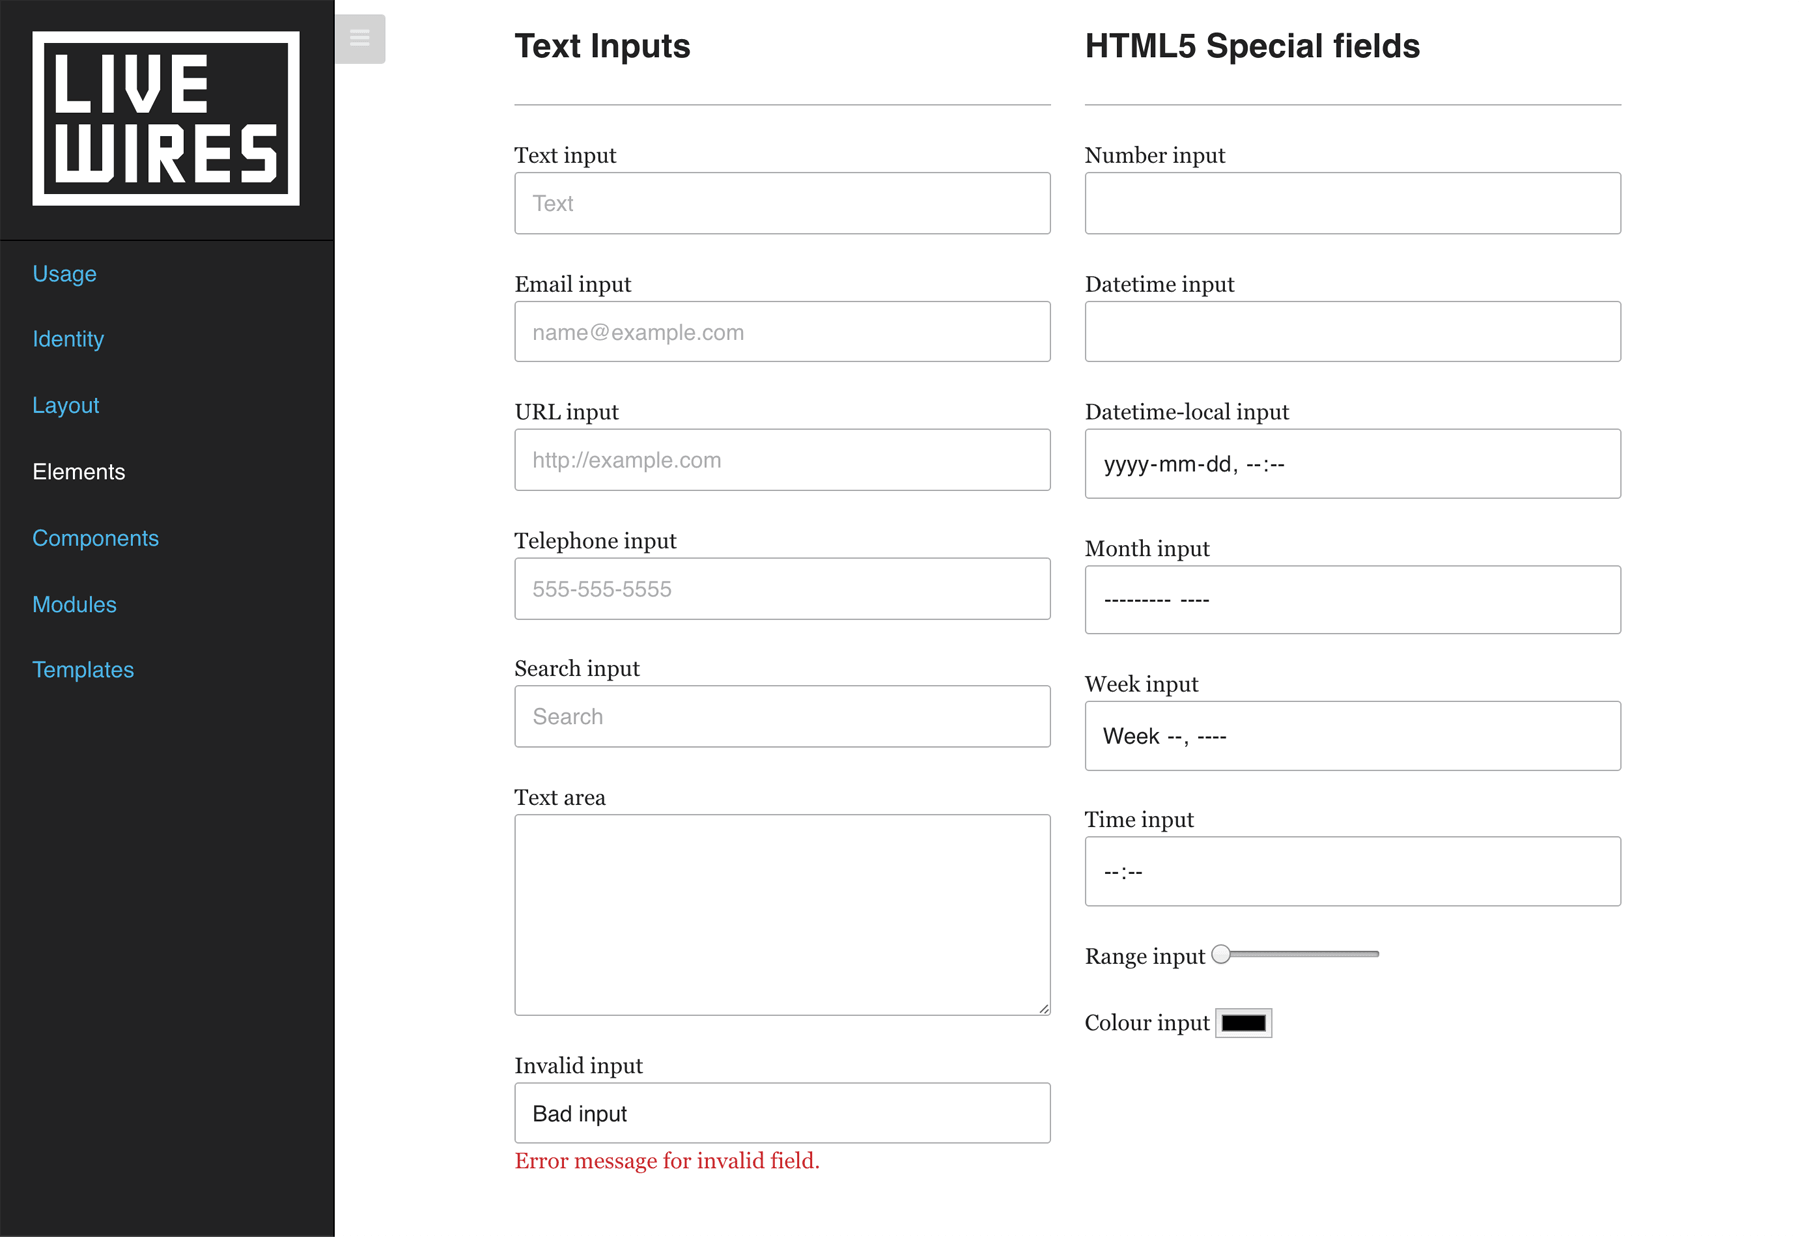 LIVE
WIRES
Usage
Identity
Layout
Elements
Components
Modules
Templates
Text Inputs
Text input
Text
Email input
name@example.com
URL input
http://example.com
Telephone input
555-555-5555
Search input
Search
Text area
Invalid input
Bad input
Error message for invalid field.
HTML5 Special fields
Number input
Datetime input
Datetime-local input
yyyy-mm-dd, --:--
Month input
--------- ----
Week input
Week --, ----
Time input
--:--
Range input
Colour input